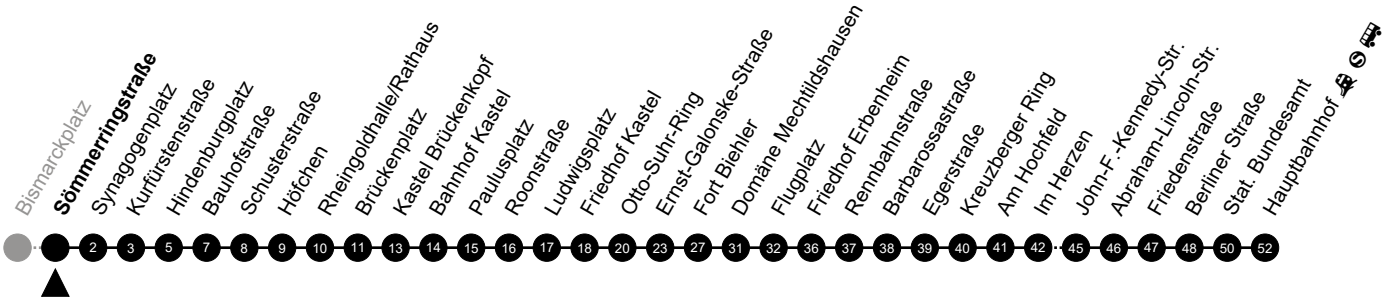 Bismarckplatz
Sömmerringstraße
Synagogenplatz
Kurfürstenstraße
Hindenburgplatz
Bauhofstraße
Schusterstraße
Höfchen
Rheingoldhalle/Rathaus
Brückenplatz
Kastel Brückenkopf
Bahnhof Kastel
Paulusplatz
Roonstraße
Ludwigsplatz
Friedhof Kastel
Otto-Suhr-Ring
Ernst-Galonske-Straße
Fort Biehler
Domäne Mechtildshausen
Flugplatz
Friedhof Erbenheim
Rennbahnstraße
Barbarossastraße
Egerstraße
Kreuzberger Ring
Am Hochfeld
Im Herzen
John-F.-Kennedy-Str.
Abraham-Lincoln-Str.
Friedenstraße
Berliner Straße
Stat. Bundesamt
Hauptbahnhof S
2 3 5 7 8 9 10 11 13 14 15 16 17 18 20 23 27 31 32 36 37 38 39 40 41 42 45 46 47 48 50 52